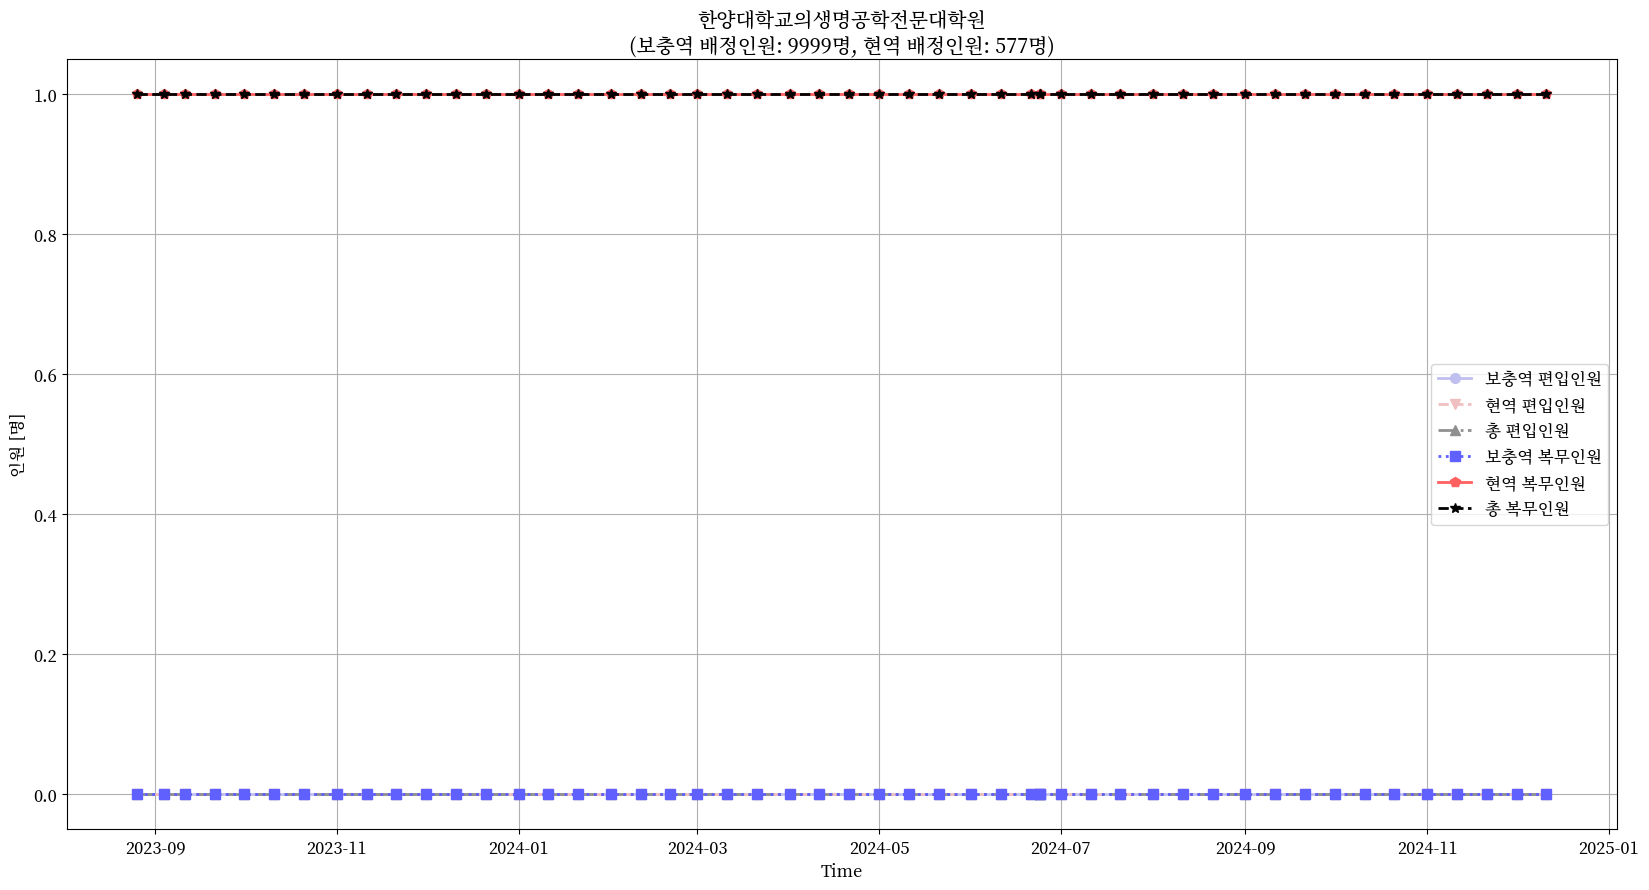 한양대학교의생명공학전문대학원
(보충역 배정인원: 9999명, 현역 배정인원: 577명)
1.0
0.8
0.6
0.4
0.2
0.0
인원 [명]
보충역 편입인원
현역 편입인원
총 편입인원
보충역 복무인원
현역 복무인원
총 복무인원
2023-09 2023-11 2024-01 2024-03 2024-05 2024-07 2024-09 2024-11 2025-01
Time